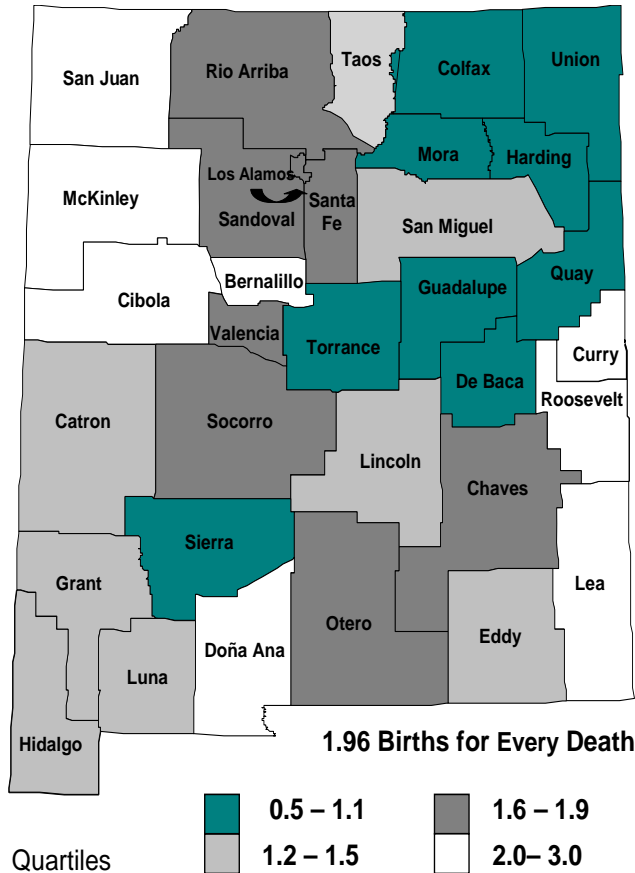 San Juan
Rio Arriba
Taos
Colfax
Union
Mora
Harding
McKinley
Los Alamos
Sandoval
Santa
Fe
San Miguel
Quay
Cibola
Bernalillo
Guadalupe
Valencia
Torrance
Curry
De Baca
Roosevelt
Catron
Socorro
Lincoln
Chaves
Sierra
Grant
Lea
Otero
Eddy
Doña Ana
Luna
Hidalgo
1.96 Births for Every Death
0.5 – 1.1
1.6 – 1.9
Quartiles
1.2 – 1.5
2.0– 3.0